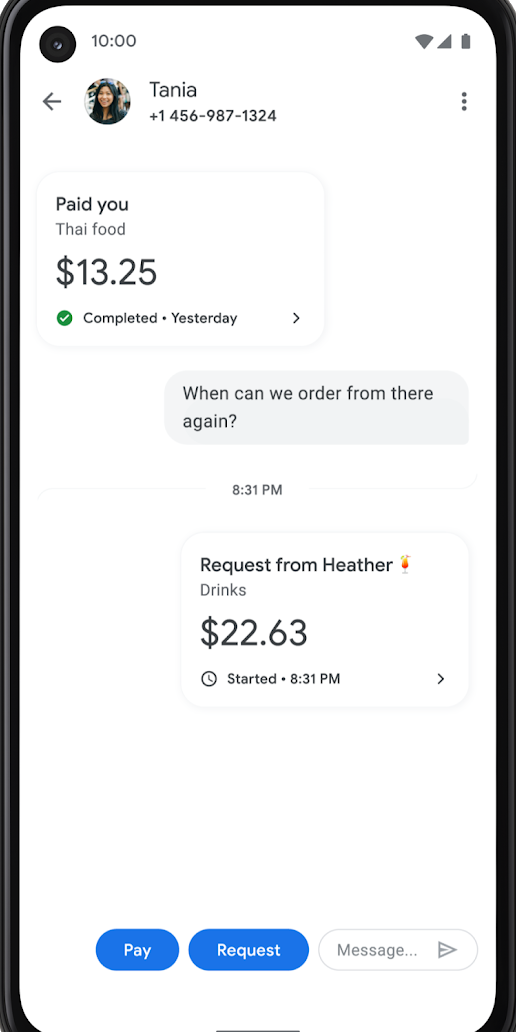 10:00
Tania
+1 456-987-1324
Paid you
Thai food
$13.25
Completed • Yesterday
When can we order from there
again?
8:31 PM
Request from Heather🍹
Drinks
$22.63
Started • 8:31 PM
Pay
Request
Message...